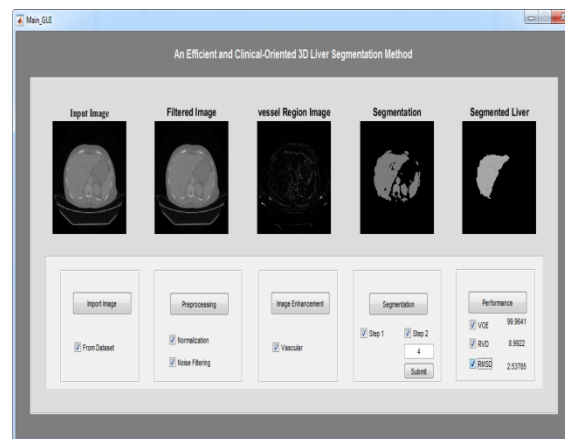 Main_GUI
An Efficient and Clinical-Oriented 3D Liver Segmentation Method
Input Image
Filtered Image
vessel Region Image
Segmentation
Segmented Liver
Import Image
From Dataset
Preprocessing
Normalization
Noise Filtering
Image Enhancement
Vascular
Segmentation
Step 1
Step 2
4
Submit
Performance
VOE 99.9641
RVD 8.9922
RMSD 2.53785